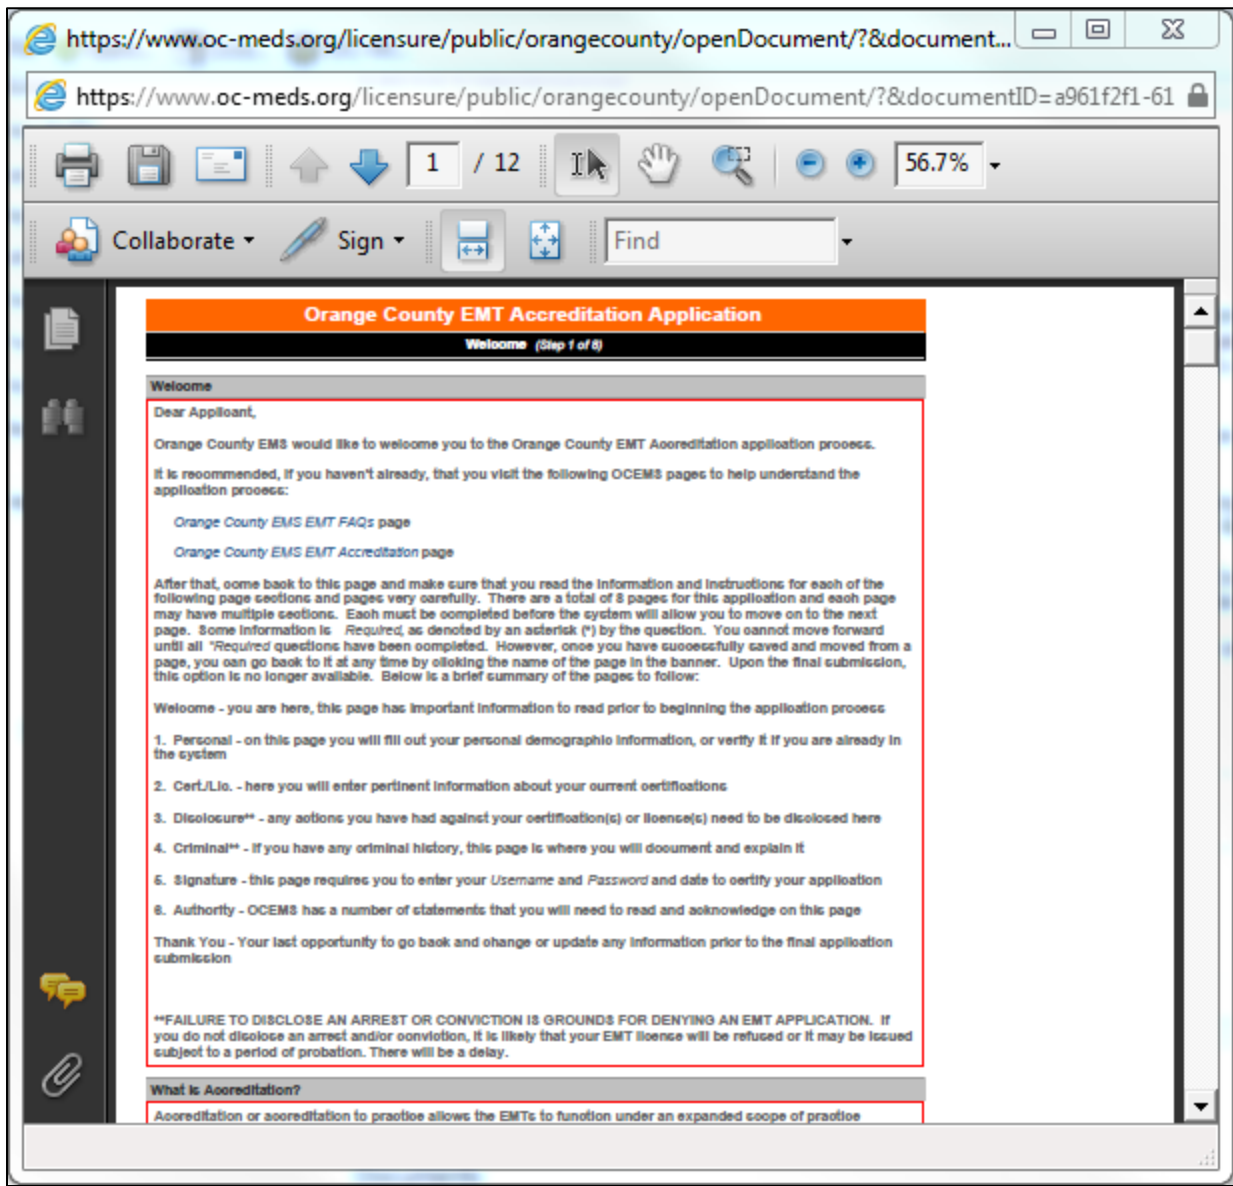 https://www.oc-meds.org/licensure/public/orangecounty/openDocument/?&document...
https://www.oc-meds.org/licensure/public/orangecounty/openDocument/?&documentID=a961f2f1-61
1 / 12 56.7%
Collaborate Sign Find
Orange County EMT Accreditation Application
Welcome (Step 1 of 8)
Welcome
Dear Applicant,
Orange County EMS would like to welcome you to the Orange County EMT Accreditation application process.
It is recommended, if you haven't already, that you visit the following OCEMS pages to help understand the
application process:
Orange County EMS EMT FAQs page
Orange County EMS EMT Accreditation page
After that, come back to this page and make sure that you read the information and instructions for each of the
following page sections and pages very carefully. There are a total of 8 pages for this application and each page
may have multiple sections. Each must be completed before the system will allow you to move on to the next
page. Some information is Required, as denoted by an asterisk (*) by the question. You cannot move forward
until all *Required questions have been completed. However, once you have successfully saved and moved from a
page, you can go back to it at any time by clicking the name of the page in the banner. Upon the final submission,
this option is no longer available. Below is a brief summary of the pages to follow:
Welcome - you are here, this page has important information to read prior to beginning the application process
1. Personal - on this page you will fill out your personal demographic information, or verify it if you are already in
the system
2. Cert./Lic. - here you will enter pertinent information about your current certifications
3. Disclosure** - any actions you have had against your certification(s) or license(s) need to be disclosed here
4. Criminal** - if you have any criminal history, this page is where you will document and explain it
5. Signature - this page requires you to enter your Username and Password and date to certify your application
6. Authority - OCEMS has a number of statements that you will need to read and acknowledge on this page
Thank You - Your last opportunity to go back and change or update any information prior to the final application
submission
**FAILURE TO DISCLOSE AN ARREST OR CONVICTION IS GROUNDS FOR DENYING AN EMT APPLICATION. If
you do not disclose an arrest and/or conviction, it is likely that your EMT license will be refused or it may be issued
subject to a period of probation. There will be a delay.
What is Accreditation?
Accreditation or accreditation to practice allows the EMTs to function under an expanded scope of practice